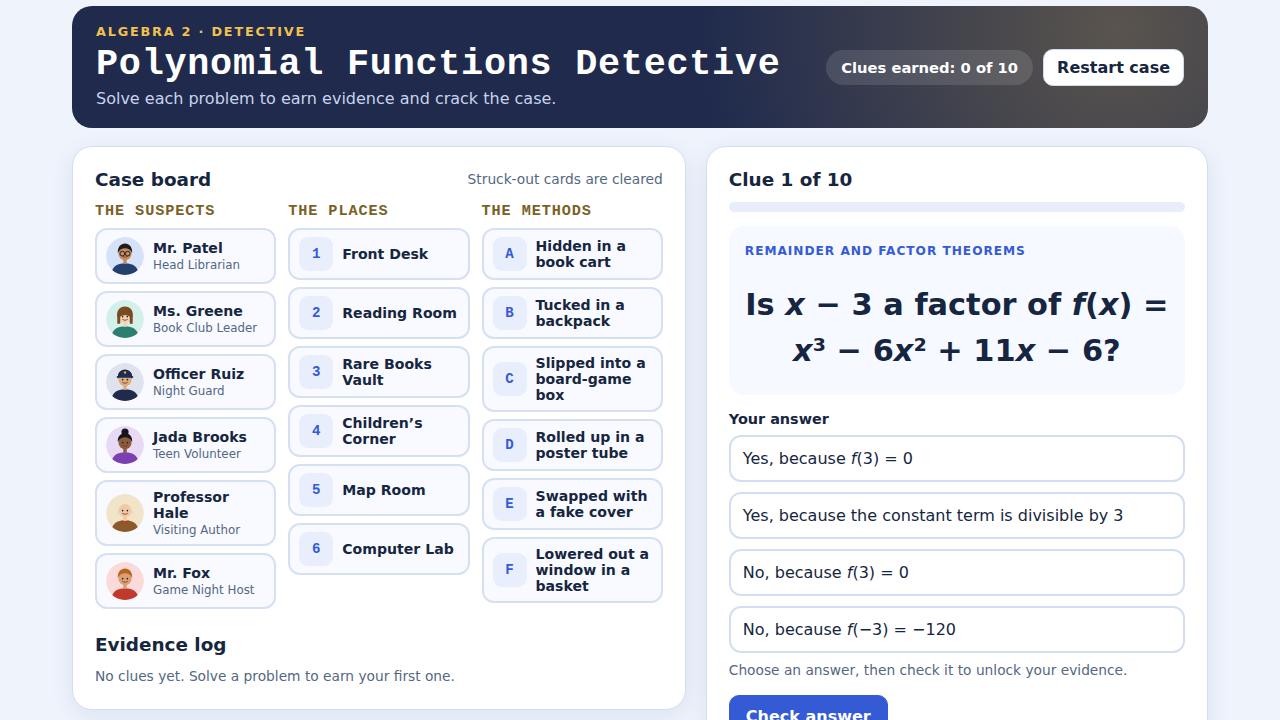 ALGEBRA 2 · DETECTIVE
Polynomial Functions Detective
Solve each problem to earn evidence and crack the case.
Clues earned: 0 of 10
Restart case
Case board
Struck-out cards are cleared
THE SUSPECTS
Mr. Patel
Head Librarian
Ms. Greene
Book Club Leader
Officer Ruiz
Night Guard
Jada Brooks
Teen Volunteer
Professor
Hale
Visiting Author
Mr. Fox
Game Night Host
THE PLACES
1
Front Desk
2
Reading Room
3
Rare Books
Vault
4
Children’s
Corner
5
Map Room
6
Computer Lab
THE METHODS
A
Hidden in a
book cart
B
Tucked in a
backpack
C
Slipped into a
board-game
box
D
Rolled up in a
poster tube
E
Swapped with
a fake cover
F
Lowered out a
window in a
basket
Evidence log
No clues yet. Solve a problem to earn your first one.
Clue 1 of 10
REMAINDER AND FACTOR THEOREMS
Is x − 3 a factor of f(x) =
x³ − 6x² + 11x − 6?
Your answer
Yes, because f(3) = 0
Yes, because the constant term is divisible by 3
No, because f(3) = 0
No, because f(−3) = −120
Choose an answer, then check it to unlock your evidence.
Check answer